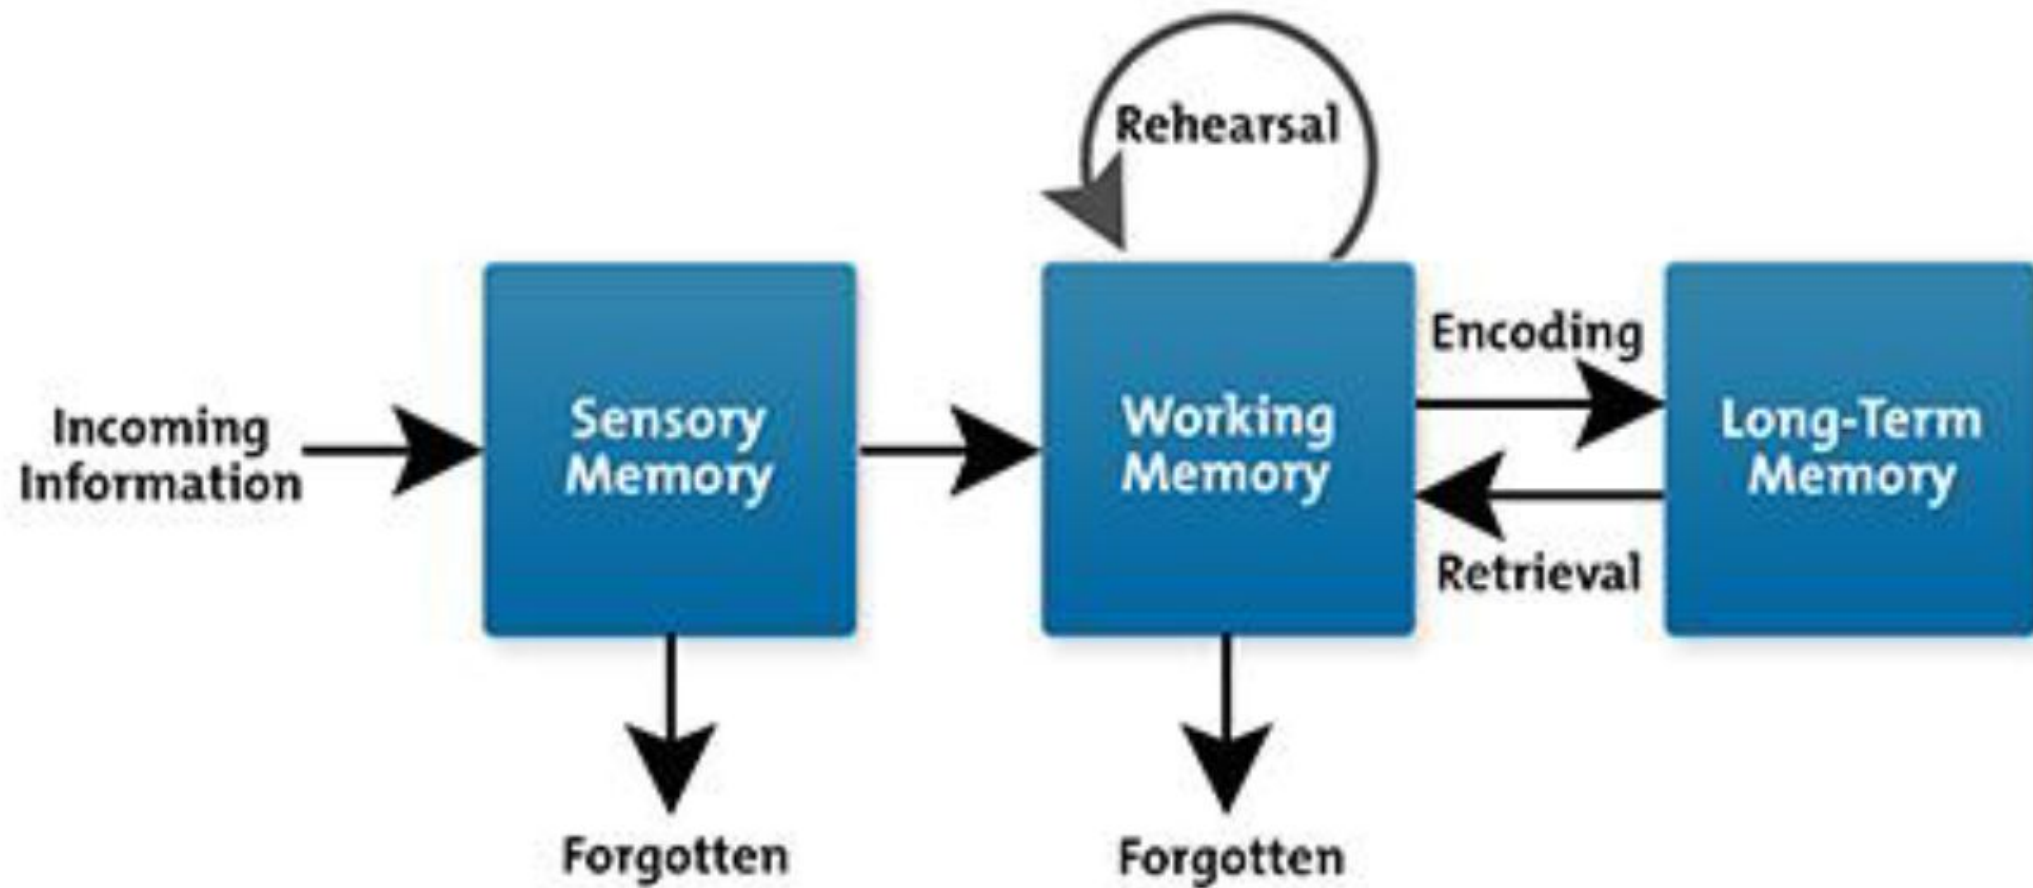 Rehearsal
Incoming
Information
Sensory
Memory
Working
Memory
Encoding
Retrieval
Long-Term
Memory
Forgotten
Forgotten